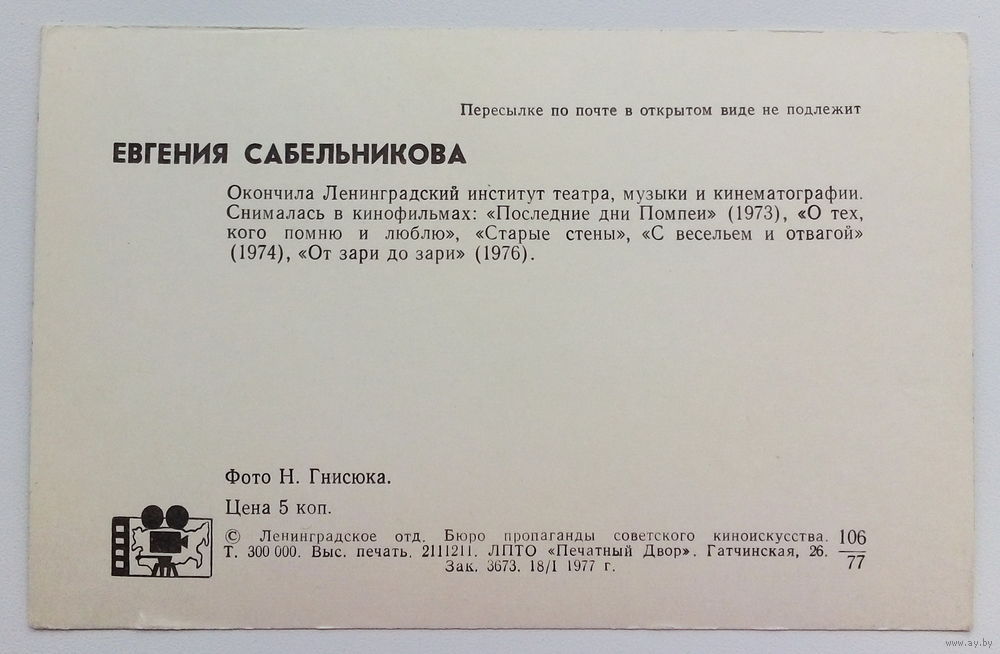 Пересылке по почте в открытом виде не подлежит
ЕВГЕНИЯ САБЕЛЬНИКОВА
Окончила Ленинградский институт театра, музыки и кинематографии.
Снималась в кинофильмах: «Последние дни Помпеи» (1973), «О тех,
кого помню и люблю», «Старые стены», «С весельем и отвагой»
(1974), «От зари до зари» (1976).
Фото Н. Гнисюка.
Цена 5 коп.
© Ленинградское отд. Бюро пропаганды советского киноискусства.
Т. 300 000. Выс. печать. 2111211. ЛПТО «Печатный Двор». Гатчинская, 26.
Зак. 3673. 18/I 1977 г.
106
77
www.ay.by